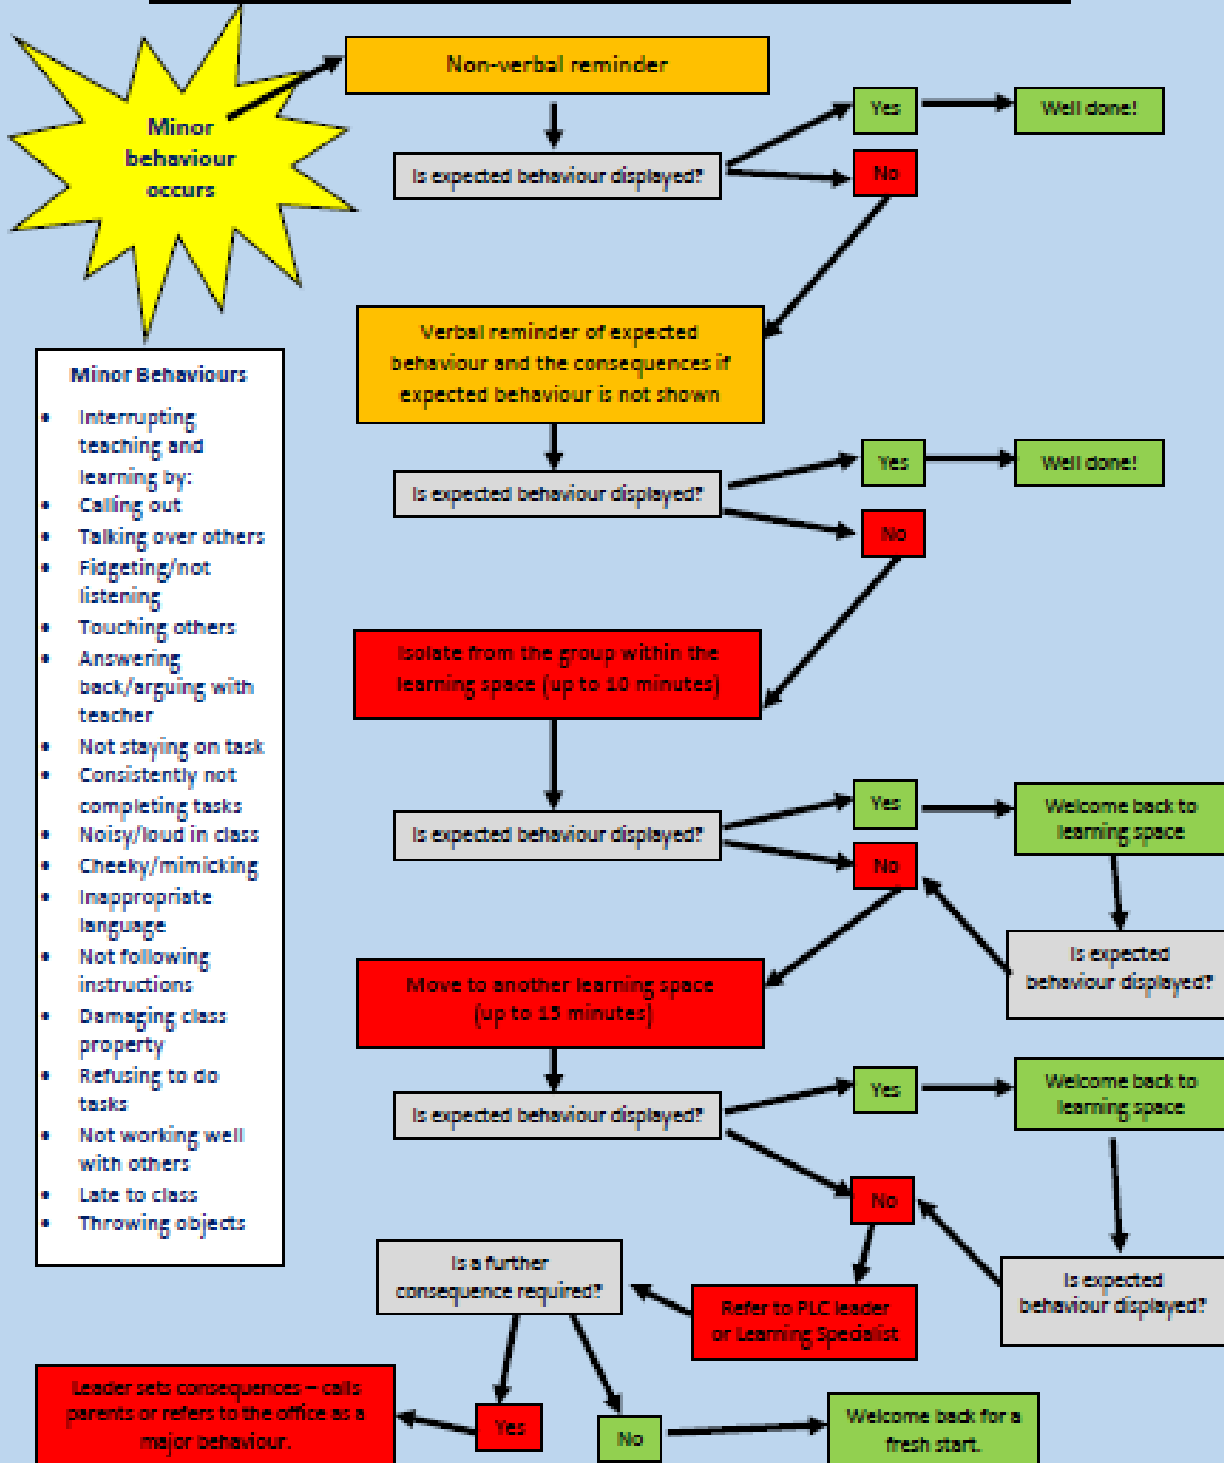 Minor
behaviour
occurs
Non-verbal reminder
Is expected behaviour displayed?
Yes
Well done!
No
Verbal reminder of expected
behaviour and the consequences if
expected behaviour is not shown
Is expected behaviour displayed?
Yes
Well done!
No
Isolate from the group within the
learning space (up to 10 minutes)
Is expected behaviour displayed?
Yes
Welcome back to
learning space
No
Is expected
behaviour displayed?
Move to another learning space
(up to 15 minutes)
Is expected behaviour displayed?
Yes
Welcome back to
learning space
No
Is expected
behaviour displayed?
Refer to PLC leader
or Learning Specialist
Is a further
consequence required?
Yes
Leader sets consequences – calls
parents or refers to the office as a
major behaviour.
No
Welcome back for a
fresh start.
Minor Behaviours
• Interrupting
teaching and
learning by:
• Calling out
• Talking over others
• Fidgeting/not
listening
• Touching others
• Answering
back/arguing with
teacher
• Not staying on task
• Consistently not
completing tasks
• Noisy/loud in class
• Cheeky/mimicking
• Inappropriate
language
• Not following
instructions
• Damaging class
property
• Refusing to do
tasks
• Not working well
with others
• Late to class
• Throwing objects